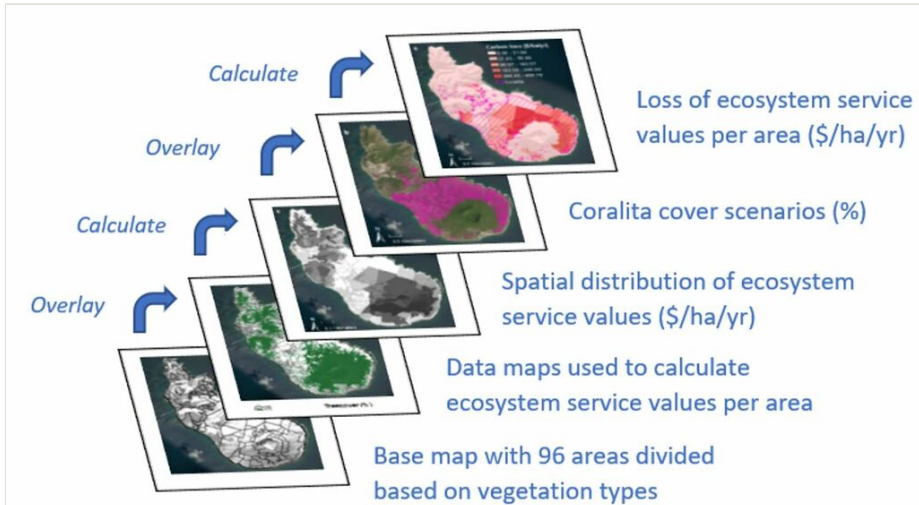 Calculate
Loss of ecosystem service
values per area ($/ha/yr)
Overlay
Coralita cover scenarios (%)
Calculate
Spatial distribution of ecosystem
service values ($/ha/yr)
Overlay
Data maps used to calculate
ecosystem service values per area
Base map with 96 areas divided
based on vegetation types